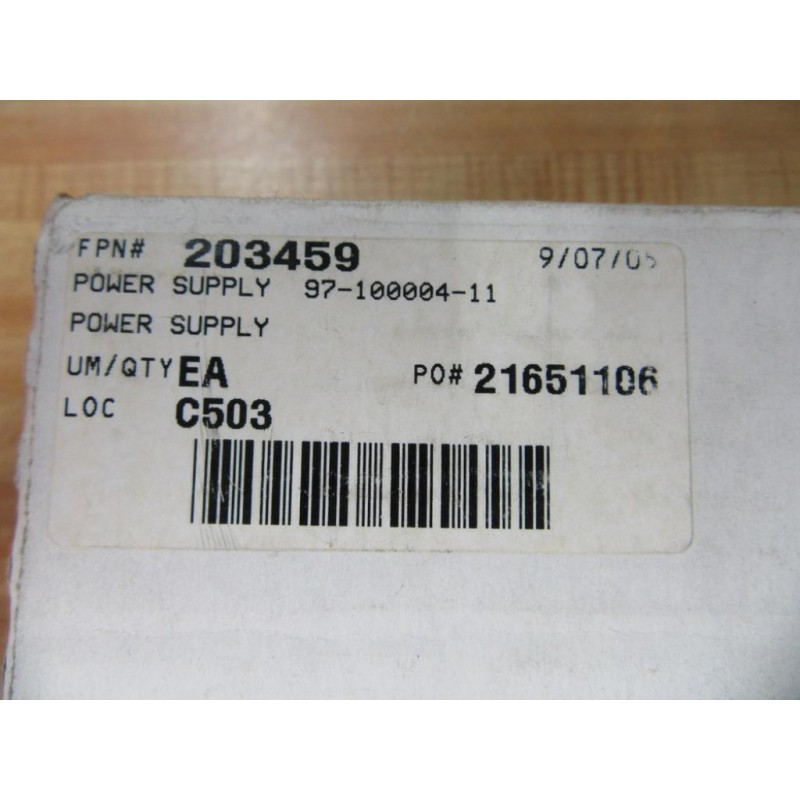 FPN# 203459 9/07/05
POWER SUPPLY 97-100004-11
POWER SUPPLY
UM/QTY EA PO# 21651106
LOC C503